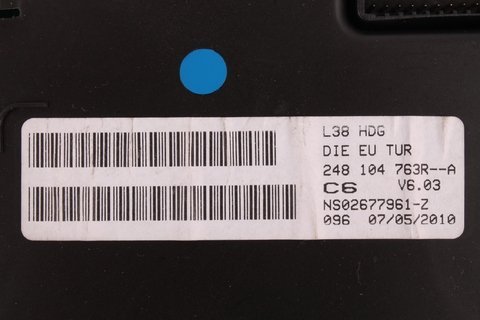 L38 HDG
DIE EU TUR
248 104 763R--A
C6 V6.03
NS02677961-Z
096 07/05/2010